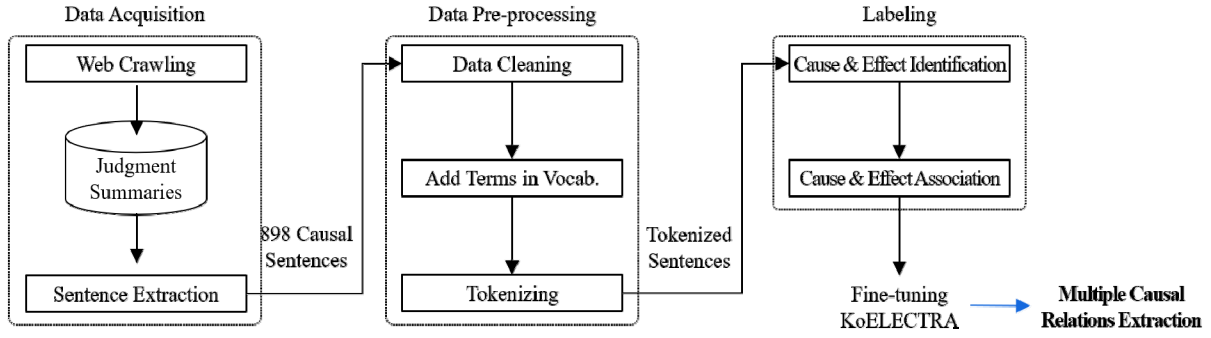 Data Acquisition
Web Crawling
Judgment
Summaries
Sentence Extraction
898 Causal
Sentences
Data Pre-processing
Data Cleaning
Add Terms in Vocab.
Tokenizing
Tokenized
Sentences
Labeling
Cause & Effect Identification
Cause & Effect Association
Fine-tuning
KoELECTRA
Multiple Causal
Relations Extraction